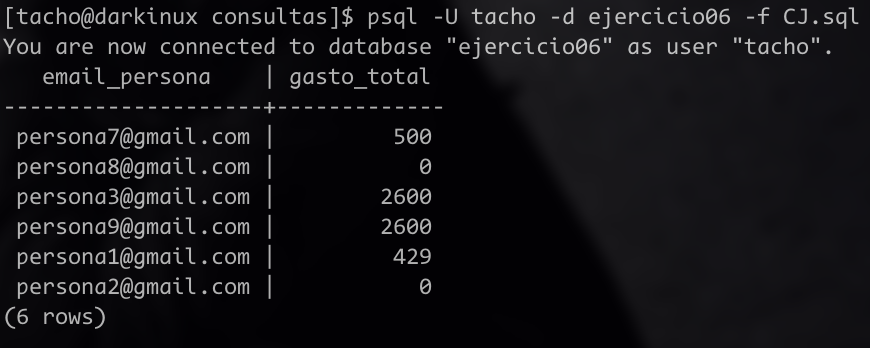 [tacho@darkinux consultas]$ psql -U tacho -d ejercicio06 -f CJ.sql
You are now connected to database "ejercicio06" as user "tacho".
   email_persona    | gasto_total
--------------------+-------------
 persona7@gmail.com |         500
 persona8@gmail.com |           0
 persona3@gmail.com |        2600
 persona9@gmail.com |        2600
 persona1@gmail.com |         429
 persona2@gmail.com |           0
(6 rows)